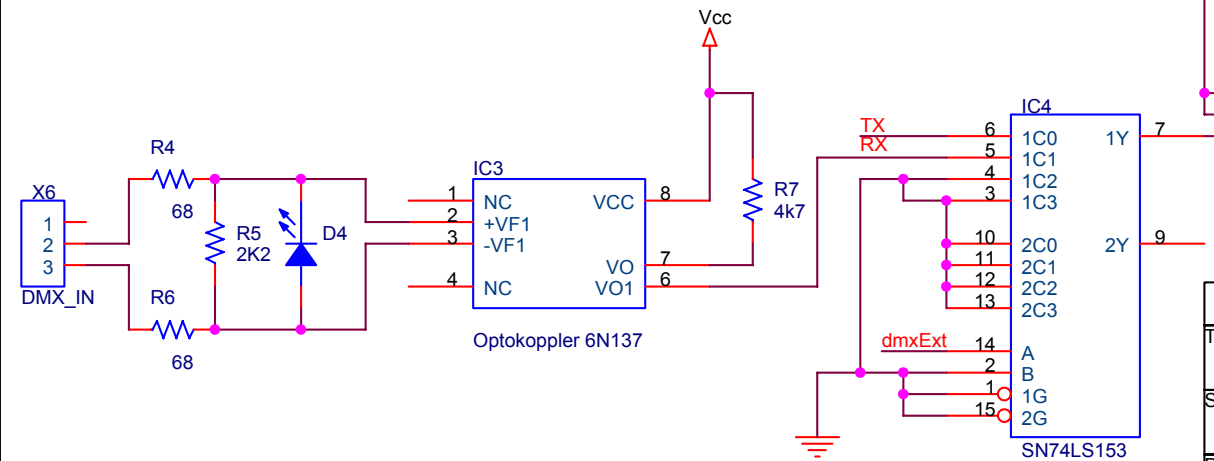 Vcc
R4
68
X6
1
2
3
DMX_IN
R5
2K2
D4
R6
68
IC3
1 NC VCC 8
2 +VF1
3 -VF1
VO 7
4 NC VO1 6
Optokoppler 6N137
R7
4k7
IC4
TX 6 1C0 1Y 7
RX 5 1C1
4 1C2
3 1C3
10 2C0 2Y 9
11 2C1
12 2C2
13 2C3
dmxExt 14 A
2 B
1 1G
15 2G
SN74LS153
T
S